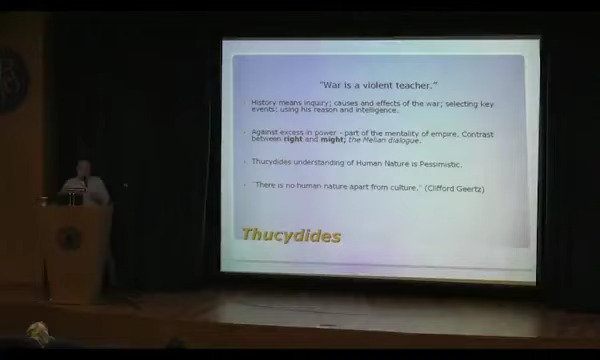 "War is a violent teacher."
History means inquiry; causes and effects of the war; selecting key
events; using his reason and intelligence.
Against excess in power – part of the mentality of empire. Contrast
between right and might; the Melian dialogue.
Thucydides understanding of Human Nature is Pessimistic.
"There is no human nature apart from culture." (Clifford Geertz)
Thucydides